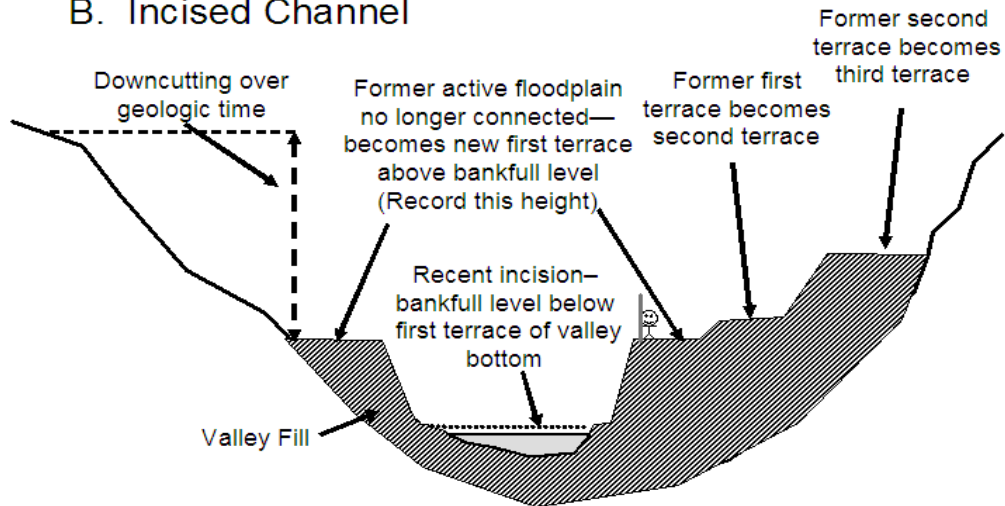 B. Incised Channel
Downcutting over
geologic time
Former active floodplain
no longer connected—
becomes new first terrace
above bankfull level
(Record this height)
Former first
terrace becomes
second terrace
Former second
terrace becomes
third terrace
Recent incision–
bankfull level below
first terrace of valley
bottom
Valley Fill